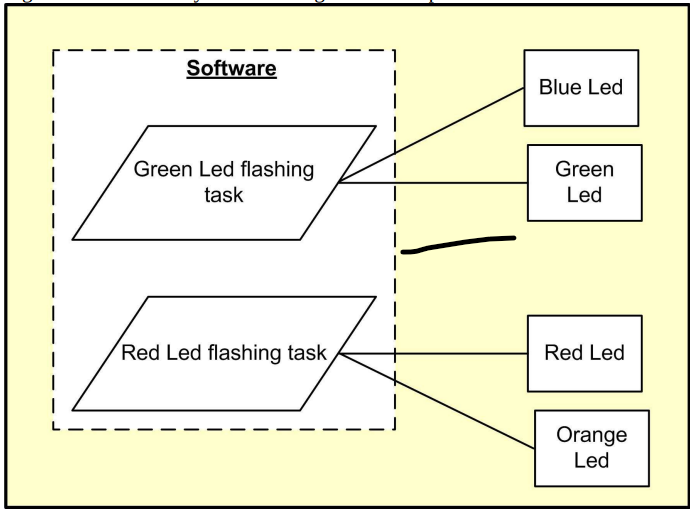 Software
Blue Led
Green Led flashing
task
Green
Led
Red Led flashing task
Red Led
Orange
Led